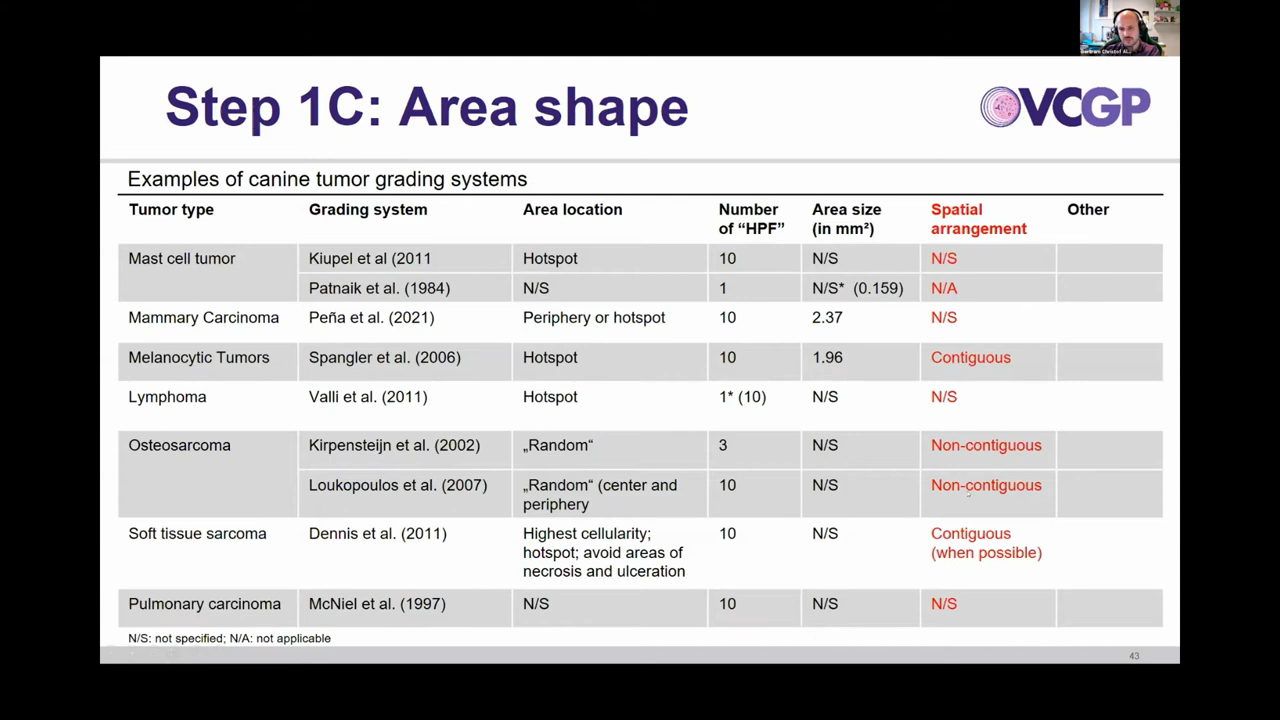 Bertram Christof Al...
Step 1C: Area shape
VCGP
Examples of canine tumor grading systems
Tumor type Grading system Area location Number of “HPF” Area size (in mm²) Spatial arrangement Other
Mast cell tumor Kiupel et al (2011 Hotspot 10 N/S N/S
Patnaik et al. (1984) N/S 1 N/S* (0.159) N/A
Mammary Carcinoma Peña et al. (2021) Periphery or hotspot 10 2.37 N/S
Melanocytic Tumors Spangler et al. (2006) Hotspot 10 1.96 Contiguous
Lymphoma Valli et al. (2011) Hotspot 1* (10) N/S N/S
Osteosarcoma Kirpensteijn et al. (2002) „Random“ 3 N/S Non-contiguous
Loukopoulos et al. (2007) „Random“ (center and periphery 10 N/S Non-contiguous
Soft tissue sarcoma Dennis et al. (2011) Highest cellularity; hotspot; avoid areas of necrosis and ulceration 10 N/S Contiguous (when possible)
Pulmonary carcinoma McNiel et al. (1997) N/S 10 N/S N/S
N/S: not specified; N/A: not applicable
43